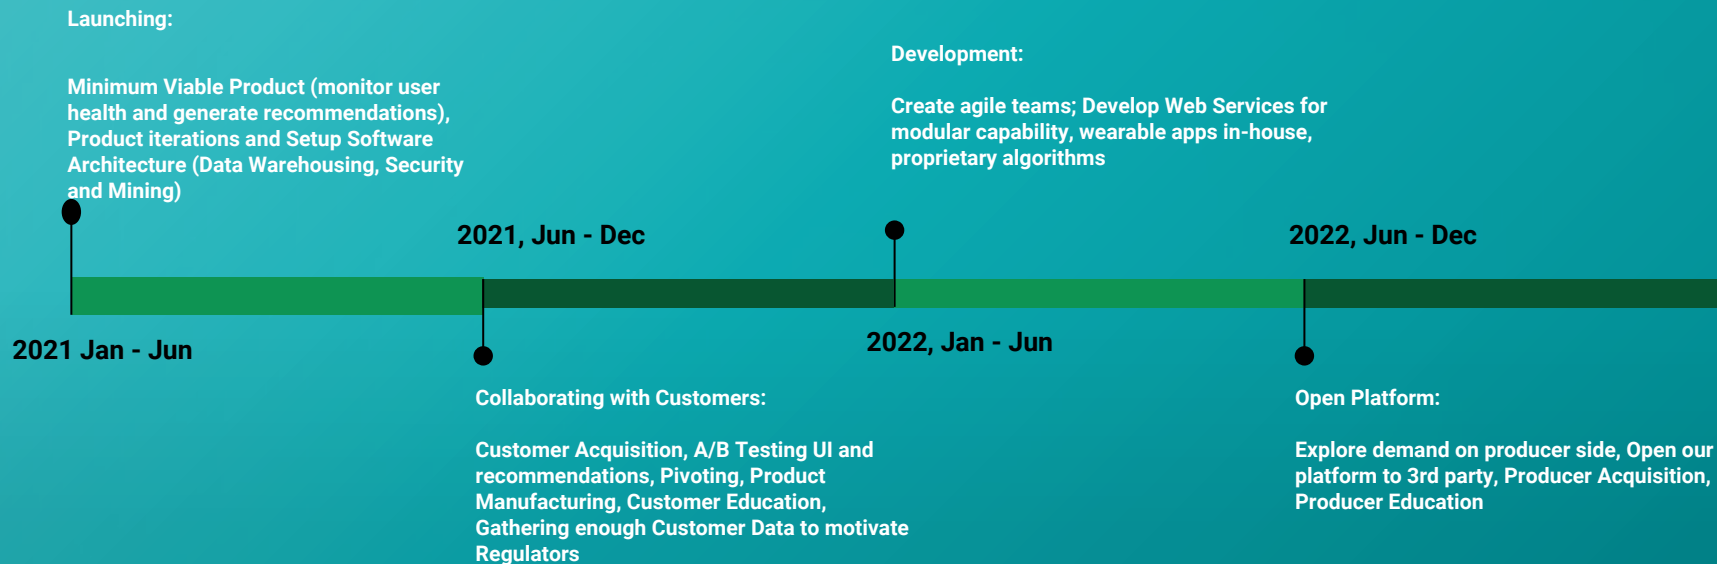 Launching:
Minimum Viable Product (monitor user
health and generate recommendations),
Product iterations and Setup Software
Architecture (Data Warehousing, Security
and Mining)
2021 Jan - Jun
2021, Jun - Dec
Collaborating with Customers:
Customer Acquisition, A/B Testing UI and
recommendations, Pivoting, Product
Manufacturing, Customer Education,
Gathering enough Customer Data to motivate
Regulators
Development:
Create agile teams; Develop Web Services for
modular capability, wearable apps in-house,
proprietary algorithms
2022, Jan - Jun
2022, Jun - Dec
Open Platform:
Explore demand on producer side, Open our
platform to 3rd party, Producer Acquisition,
Producer Education